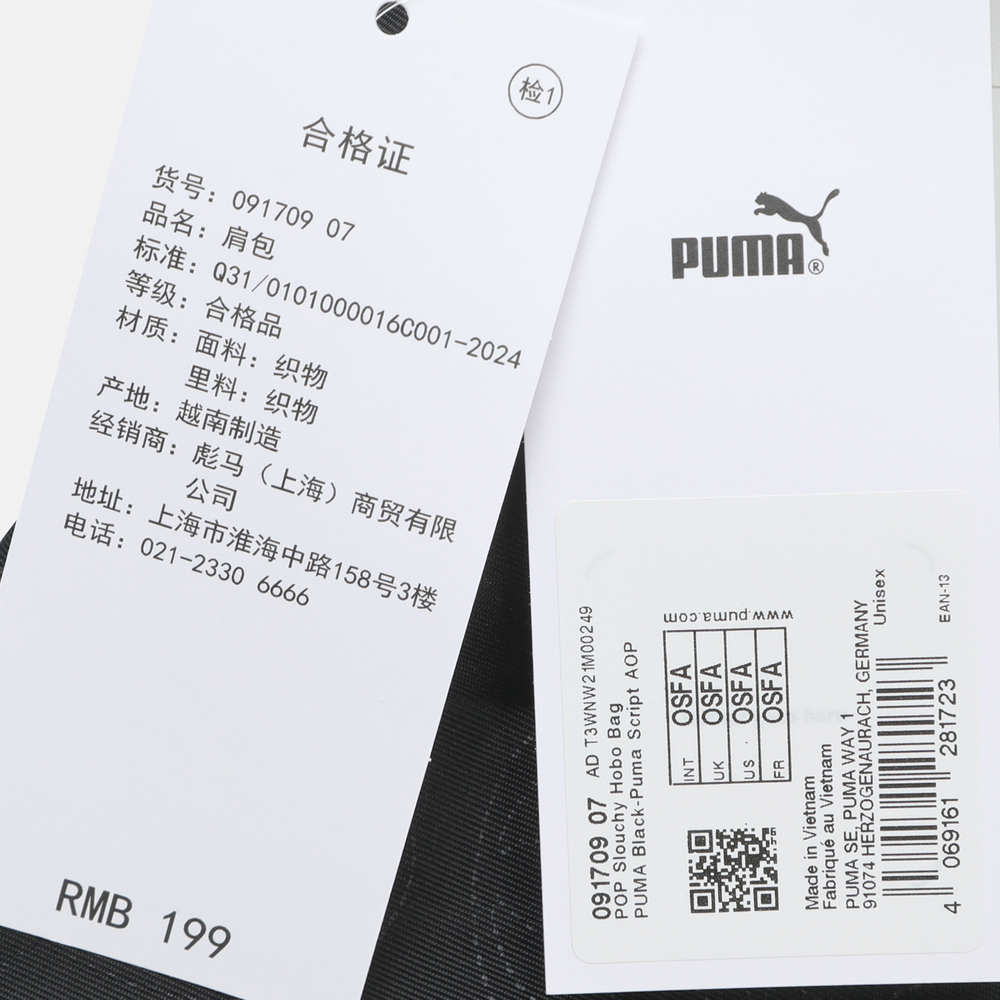 检1
合格证
货号：091709 07
品名：肩包
标准：Q31/0101000016C001-2024
等级：合格品
材质：面料：织物
里料：织物
产地：越南制造
经销商：彪马（上海）商贸有限
公司
地址：上海市淮海中路158号3楼
电话：021-2330 6666
RMB 199
PUMA®
091709 07 AD T3WNW21M00249
POP Slouchy Hobo Bag
PUMA Black-Puma Script AOP
www.puma.com
INT OSFA
UK OSFA
US OSFA
FR OSFA
Made in Vietnam
Fabriqué au Vietnam
PUMA SE, PUMA WAY 1
91074 HERZOGENAURACH, GERMANY
Unisex
EAN-13
4 069161 281723